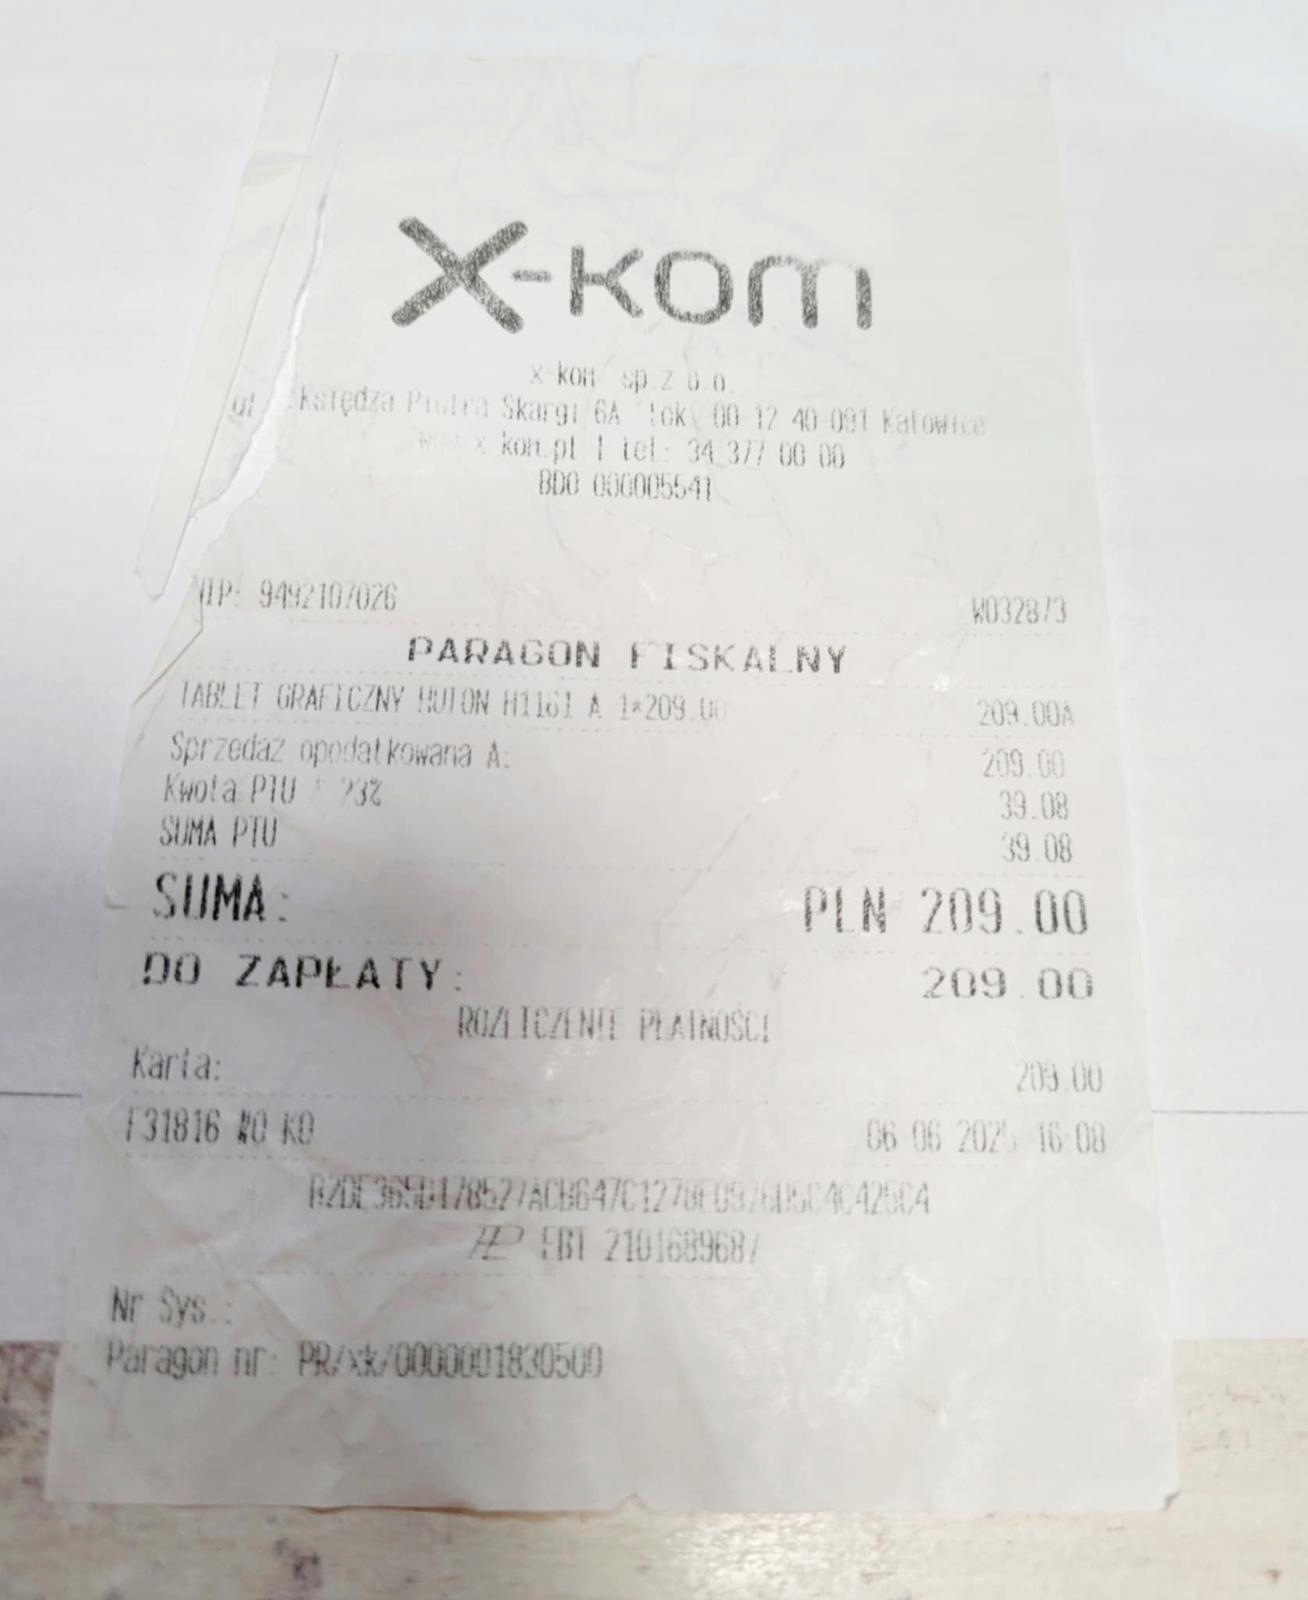 x-kom
x-kom sp.z o.o.
ul. Księdza Piotra Skargi 6A lok. 00-12 40-091 Katowice
www.x-kom.pl | tel: 34 377 00 00
BDO 000005541
NIP: 9492107026 W032873
PARAGON FISKALNY
TABLET GRAFICZNY HUION H1161 A 1*209.00 209.00A
Sprzedaż opodatkowana A: 209.00
Kwota PTU 23% 39.08
SUMA PTU 39.08
SUMA: PLN 209.00
DO ZAPŁATY: 209.00
ROZLICZENIE PŁATNOŚCI
Karta: 209.00
F31816 #0 KO 06-06-2025 16:08
EBT 2101689687
Nr Sys.:
Paragon nr: PR/xk/0000001830500